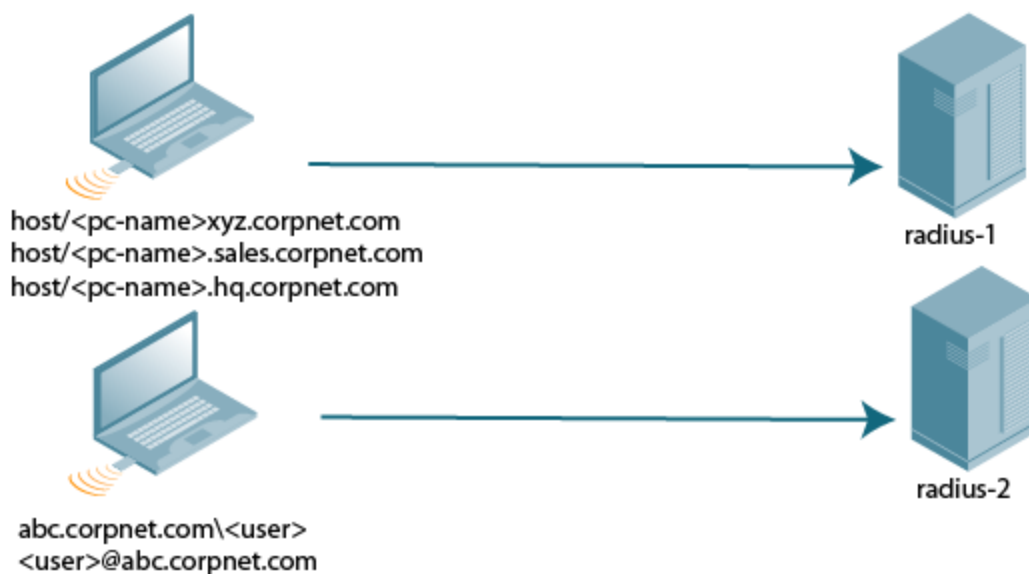 host/<pc-name>xyz.corpnet.com
host/<pc-name>.sales.corpnet.com
host/<pc-name>.hq.corpnet.com
radius-1
abc.corpnet.com\<user>
<user>@abc.corpnet.com
radius-2